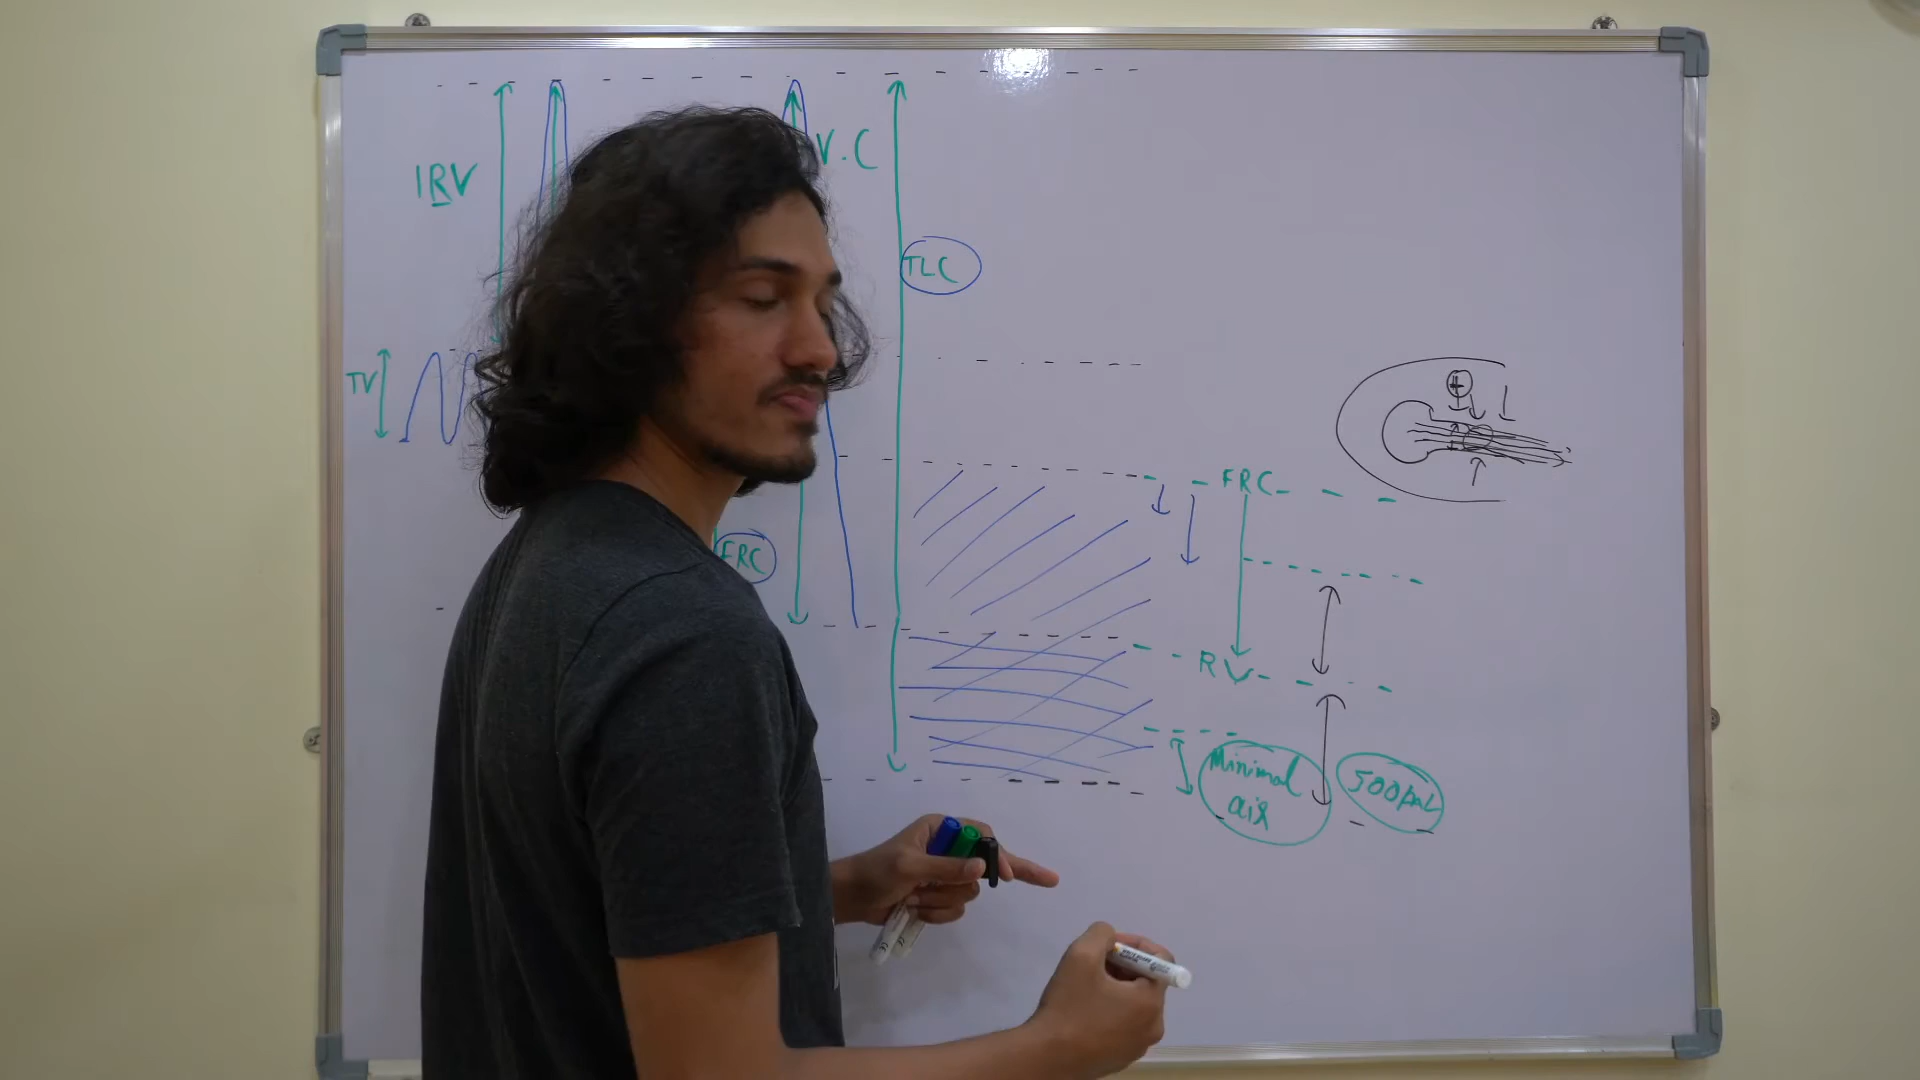 IRV
V.C
TLC
TV
FRC
FRC
RV
Minimal
air
500mL